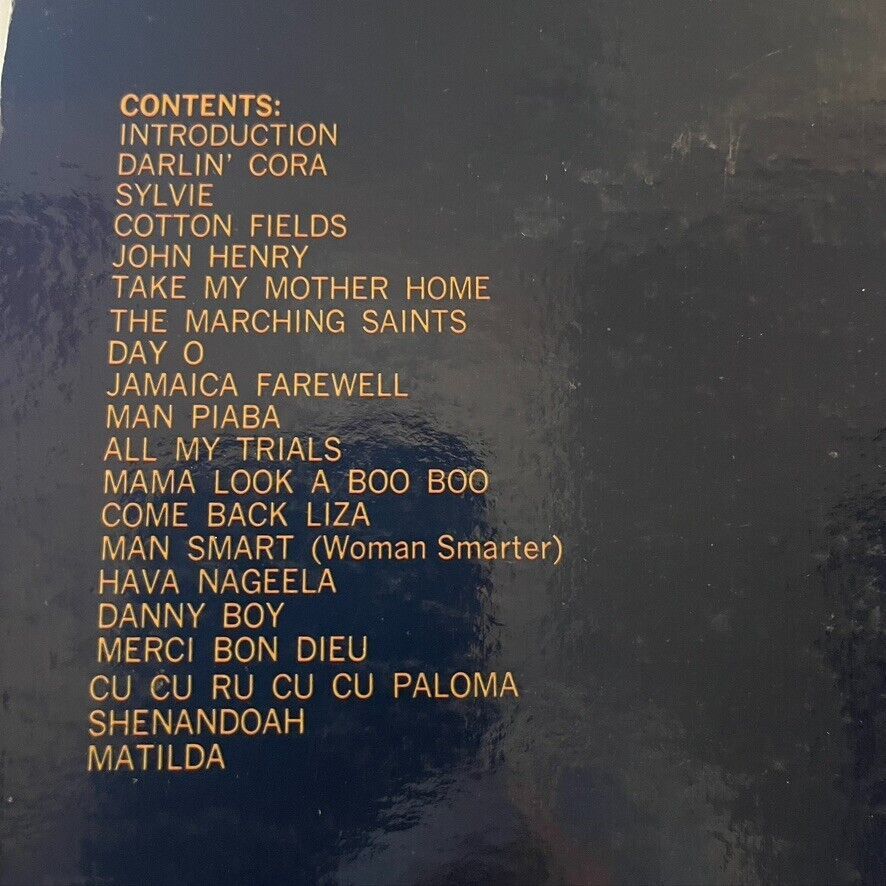 CONTENTS:
INTRODUCTION
DARLIN' CORA
SYLVIE
COTTON FIELDS
JOHN HENRY
TAKE MY MOTHER HOME
THE MARCHING SAINTS
DAY O
JAMAICA FAREWELL
MAN PIABA
ALL MY TRIALS
MAMA LOOK A BOO BOO
COME BACK LIZA
MAN SMART (Woman Smarter)
HAVA NAGEELA
DANNY BOY
MERCI BON DIEU
CU CU RU CU CU PALOMA
SHENANDOAH
MATILDA